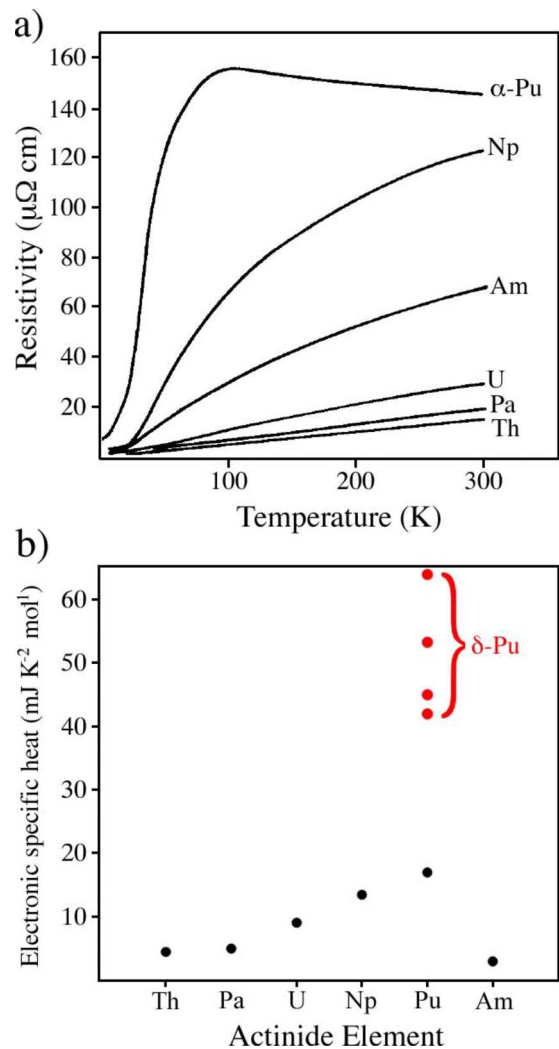 a)
160
140
120
100
80
60
40
20
Resistivity (μΩ cm)
α-Pu
Np
Am
U
Pa
Th
100 200 300
Temperature (K)
b)
60
50
40
30
20
10
Electronic specific heat (mJ K⁻² mol¹)
δ-Pu
Th Pa U Np Pu Am
Actinide Element